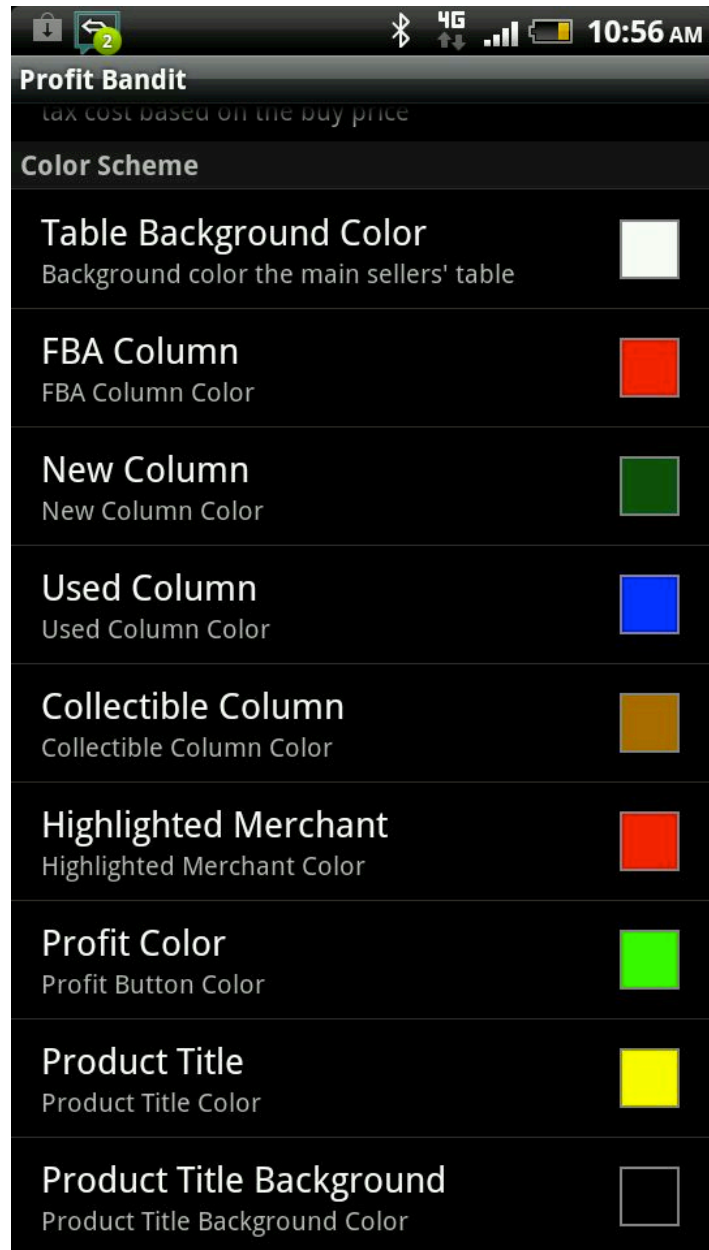 2
4G
10:56 AM
Profit Bandit
tax cost based on the buy price
Color Scheme
Table Background Color
Background color the main sellers' table
FBA Column
FBA Column Color
New Column
New Column Color
Used Column
Used Column Color
Collectible Column
Collectible Column Color
Highlighted Merchant
Highlighted Merchant Color
Profit Color
Profit Button Color
Product Title
Product Title Color
Product Title Background
Product Title Background Color